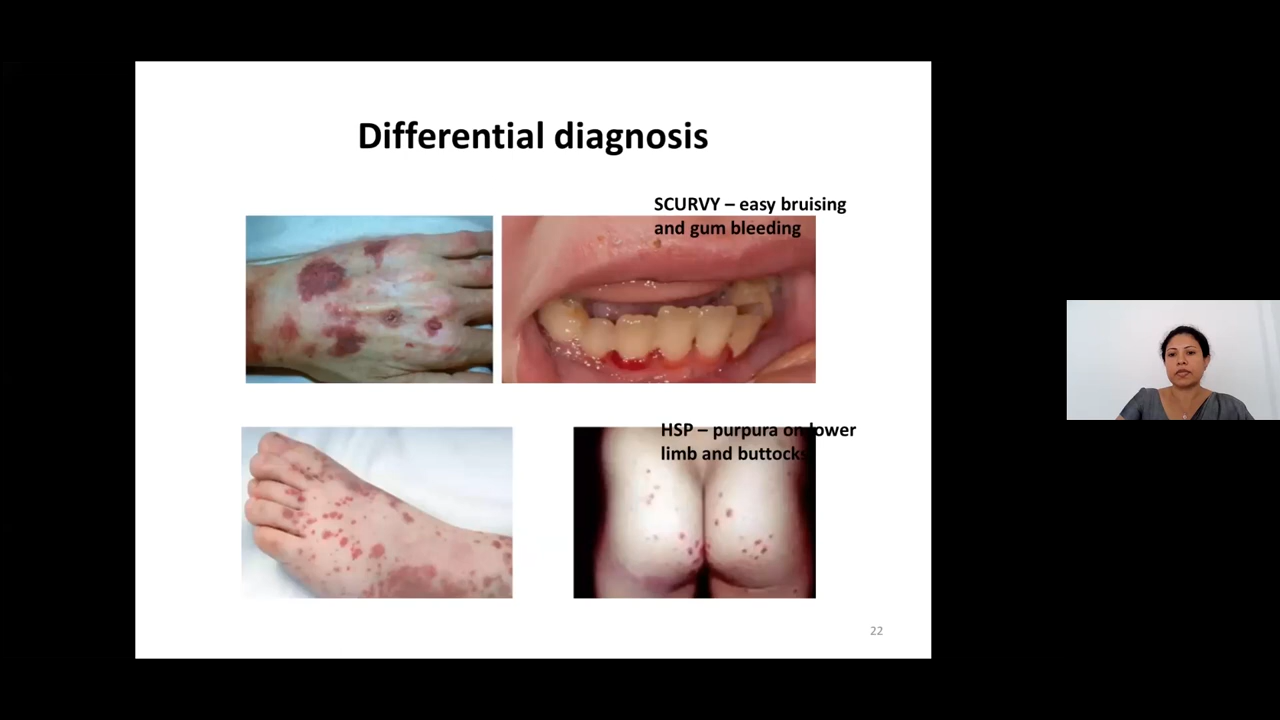 Differential diagnosis
SCURVY – easy bruising
and gum bleeding
HSP – purpura on lower
limb and buttocks
22